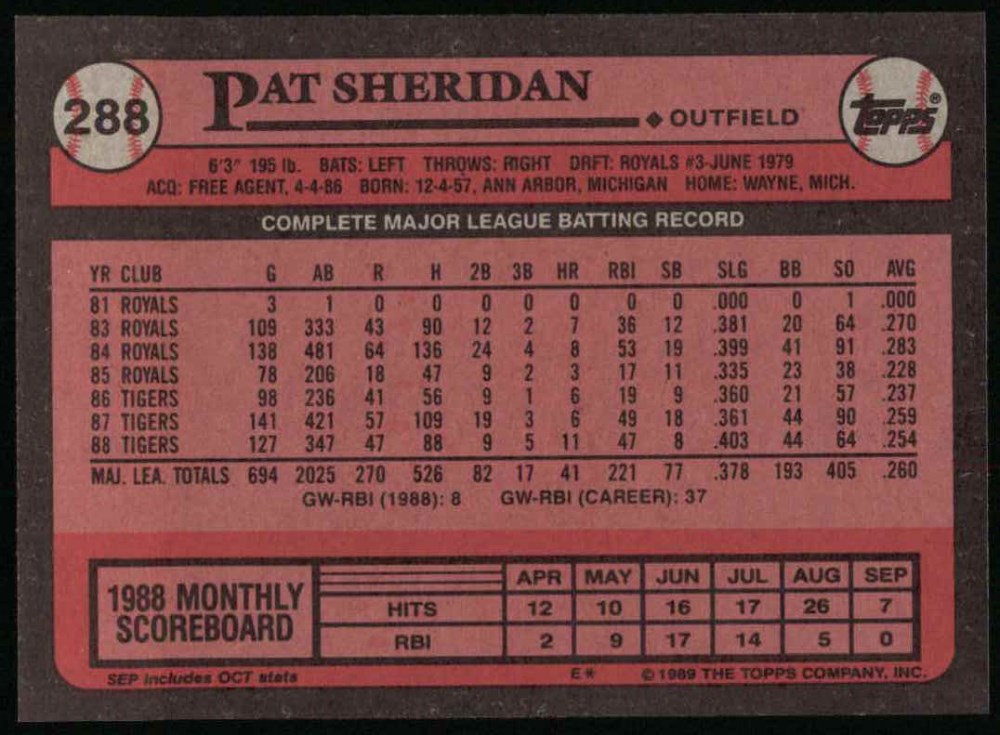 288
PAT SHERIDAN
◆ OUTFIELD
Topps®
6'3" 195 lb. BATS: LEFT THROWS: RIGHT DRFT: ROYALS #3-JUNE 1979
ACQ: FREE AGENT, 4-4-86 BORN: 12-4-57, ANN ARBOR, MICHIGAN HOME: WAYNE, MICH.
COMPLETE MAJOR LEAGUE BATTING RECORD
YR CLUB G AB R H 2B 3B HR RBI SB SLG BB SO AVG
81 ROYALS 3 1 0 0 0 0 0 0 0 .000 0 1 .000
83 ROYALS 109 333 43 90 12 2 7 36 12 .381 20 64 .270
84 ROYALS 138 481 64 136 24 4 8 53 19 .399 41 91 .283
85 ROYALS 78 206 18 47 9 2 3 17 11 .335 23 38 .228
86 TIGERS 98 236 41 56 9 1 6 19 9 .360 21 57 .237
87 TIGERS 141 421 57 109 19 3 6 49 18 .361 44 90 .259
88 TIGERS 127 347 47 88 9 5 11 47 8 .403 44 64 .254
MAJ. LEA. TOTALS 694 2025 270 526 82 17 41 221 77 .378 193 405 .260
GW-RBI (1988): 8 GW-RBI (CAREER): 37
1988 MONTHLY
SCOREBOARD
APR MAY JUN JUL AUG SEP
HITS 12 10 16 17 26 7
RBI 2 9 17 14 5 0
SEP includes OCT stats
E* © 1989 THE TOPPS COMPANY, INC.